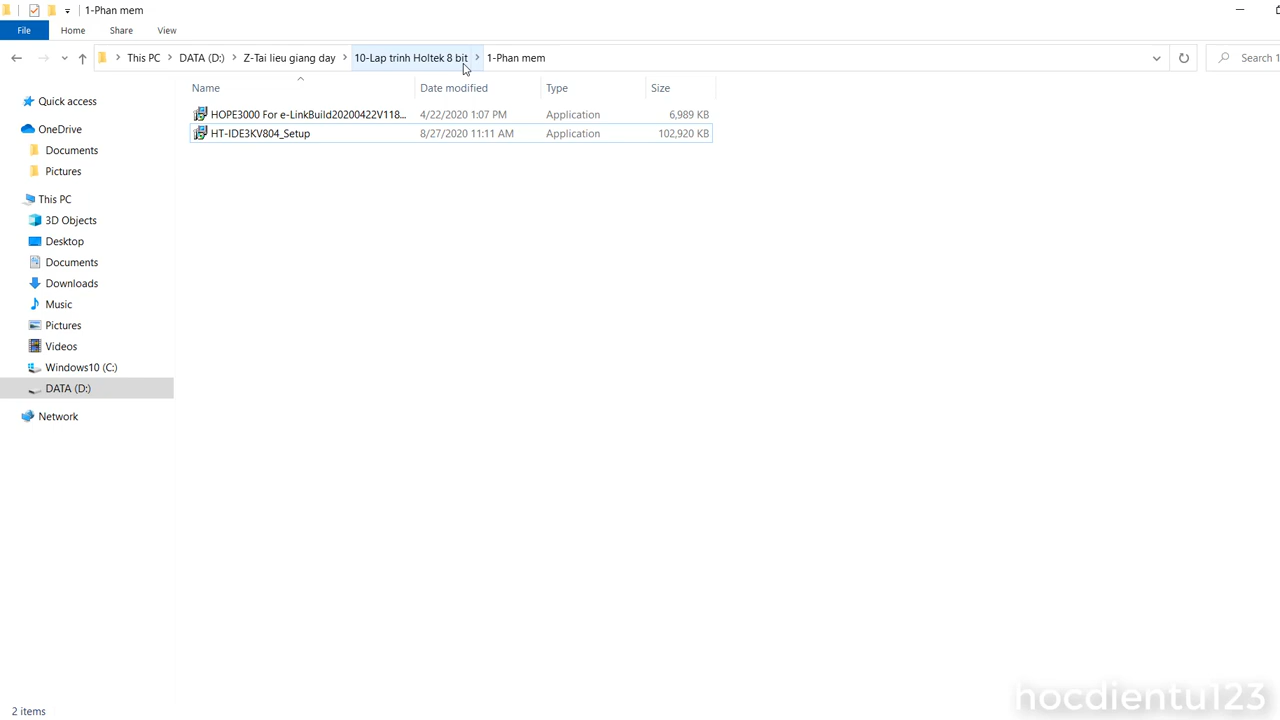 1-Phan mem
File Home Share View
This PC DATA (D:) Z-Tai lieu giang day 10-Lap trinh Holtek 8 bit 1-Phan mem Search 1
Name Date modified Type Size
HOPE3000 For e-LinkBuild20200422V118... 4/22/2020 1:07 PM Application 6,989 KB
HT-IDE3KV804_Setup 8/27/2020 11:11 AM Application 102,920 KB
Quick access
OneDrive
Documents
Pictures
This PC
3D Objects
Desktop
Documents
Downloads
Music
Pictures
Videos
Windows10 (C:)
DATA (D:)
Network
2 items
hocdientu123